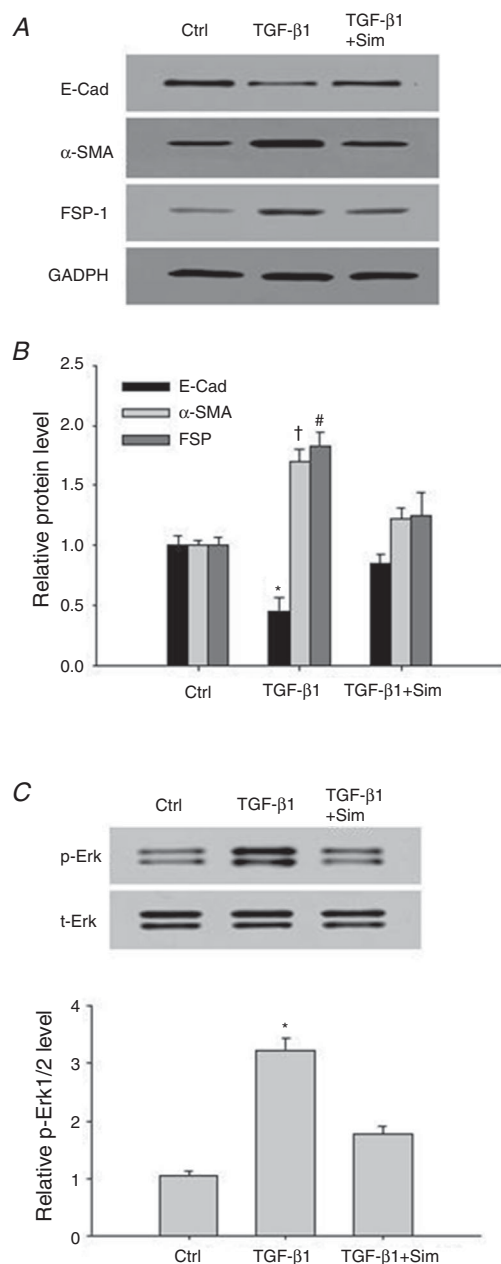 A
Ctrl TGF-β1 TGF-β1
+Sim
E-Cad
α-SMA
FSP-1
GADPH
B
2.5
2.0
1.5
1.0
0.5
0.0
Relative protein level
E-Cad
α-SMA
FSP
*
†
#
Ctrl TGF-β1 TGF-β1+Sim
C
Ctrl TGF-β1 TGF-β1
+Sim
p-Erk
t-Erk
4
3
2
1
0
Relative p-Erk1/2 level
*
Ctrl TGF-β1 TGF-β1+Sim